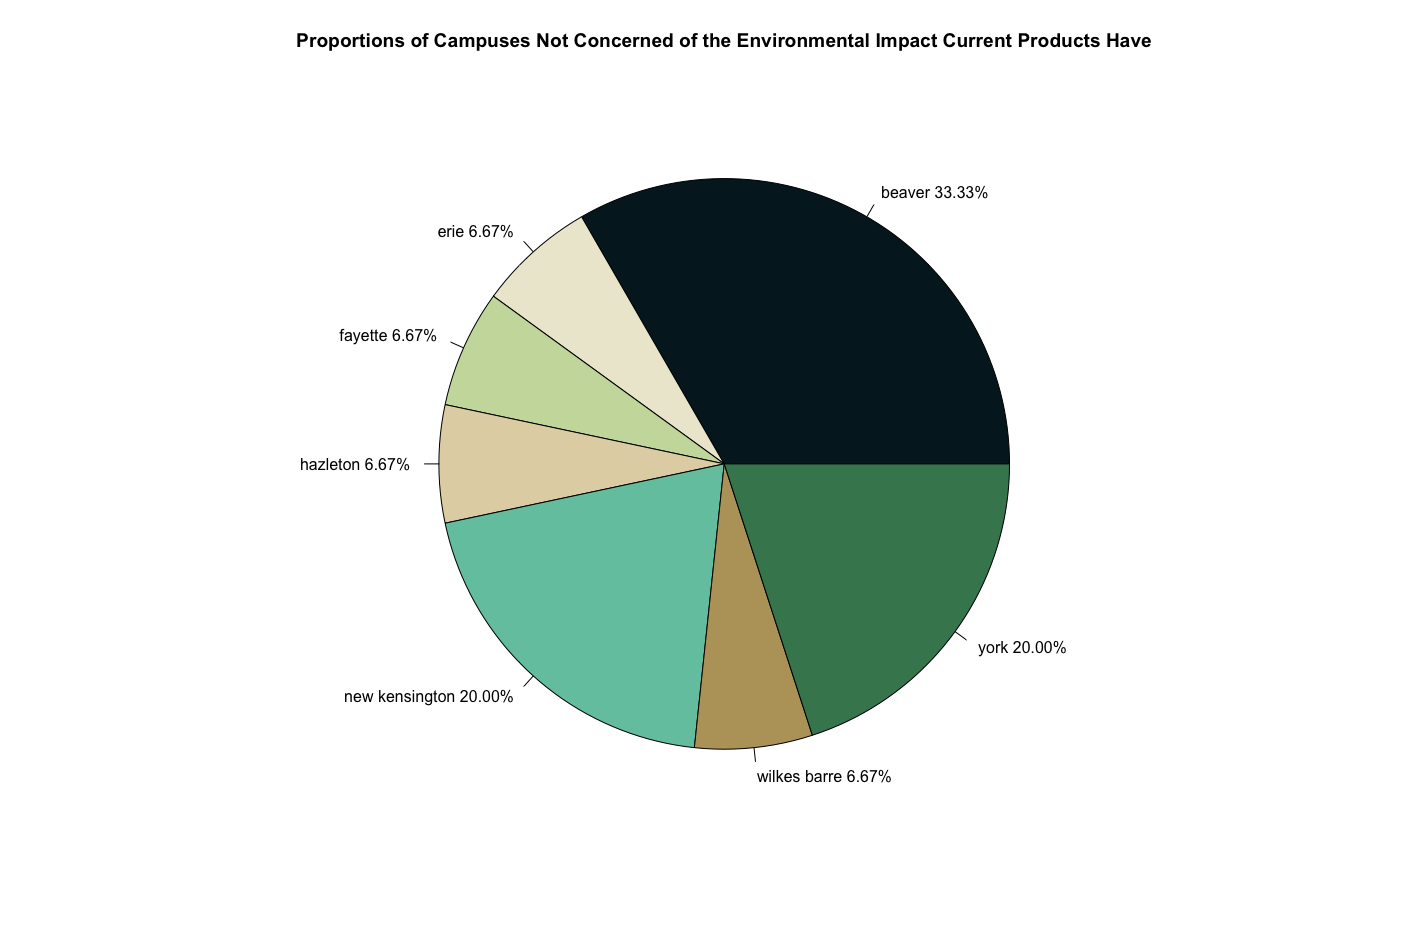 Proportions of Campuses Not Concerned of the Environmental Impact Current Products Have
beaver 33.33%
erie 6.67%
fayette 6.67%
hazleton 6.67%
new kensington 20.00%
wilkes barre 6.67%
york 20.00%